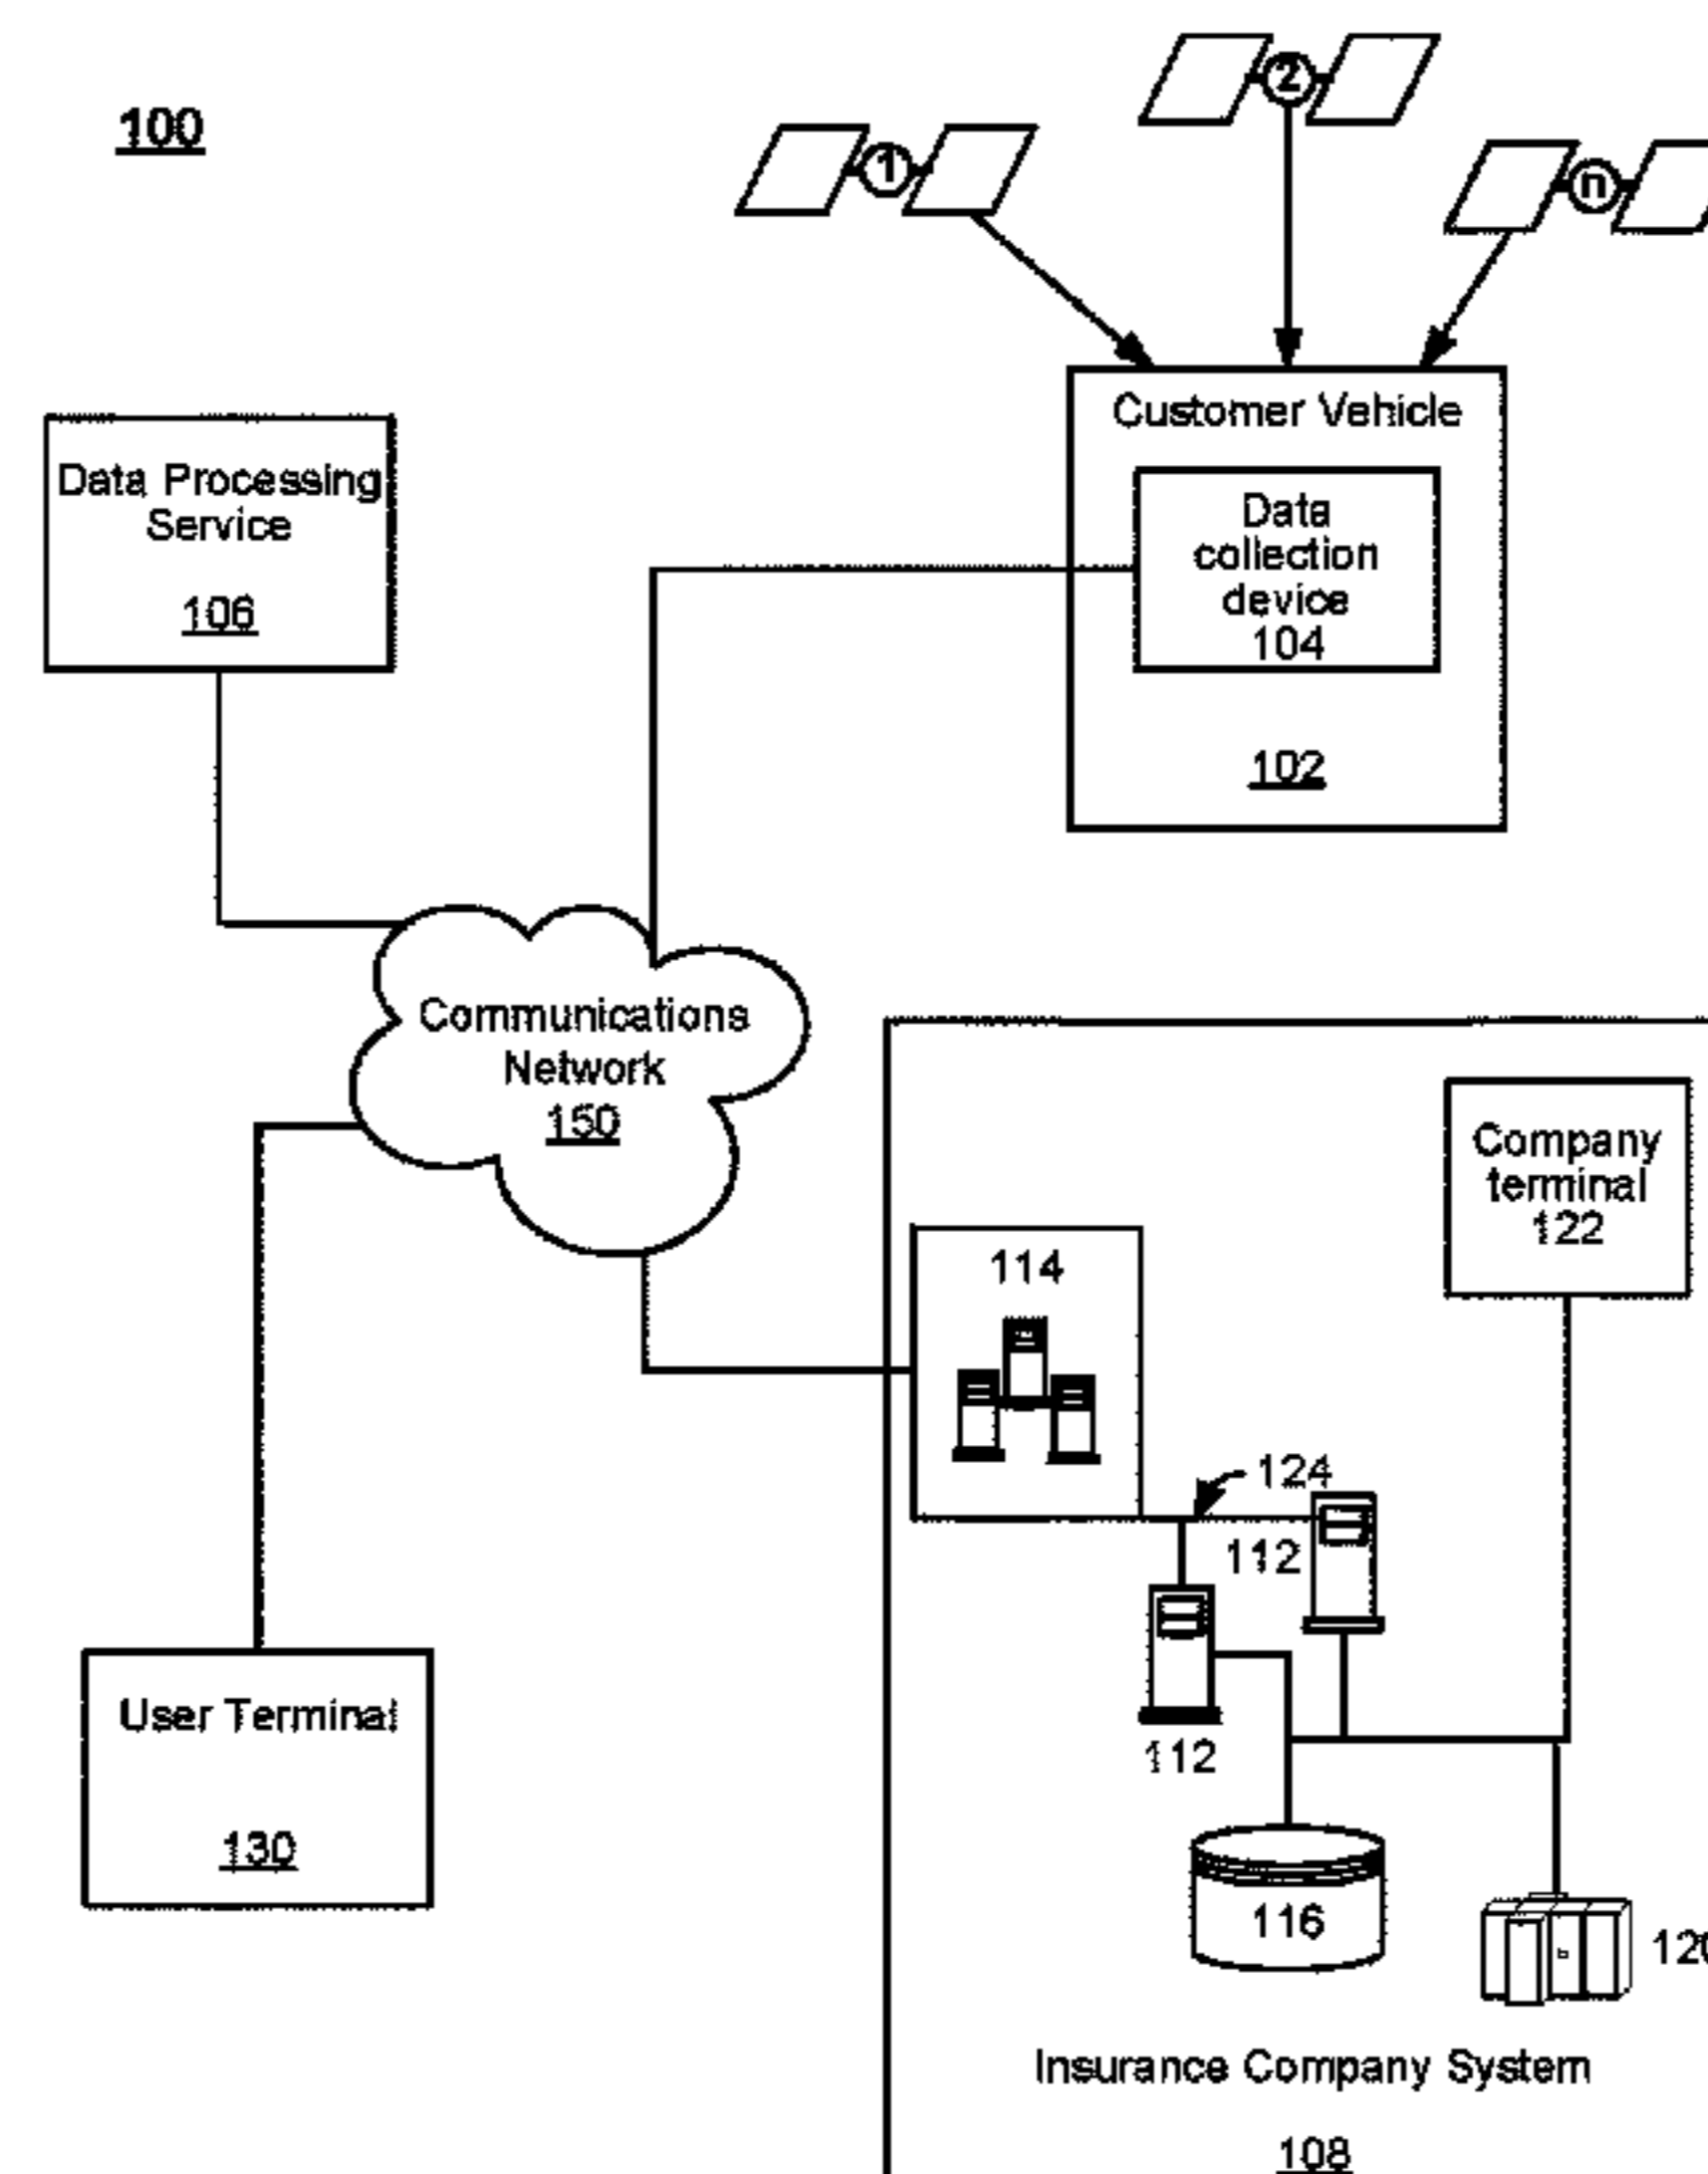 100
1
2
n
Customer Vehicle
Data
collection
device
104
102
Data Processing
Service
106
Communications
Network
150
Company
terminal
122
114
124
112
112
User Terminal
130
116
Insurance Company System
108